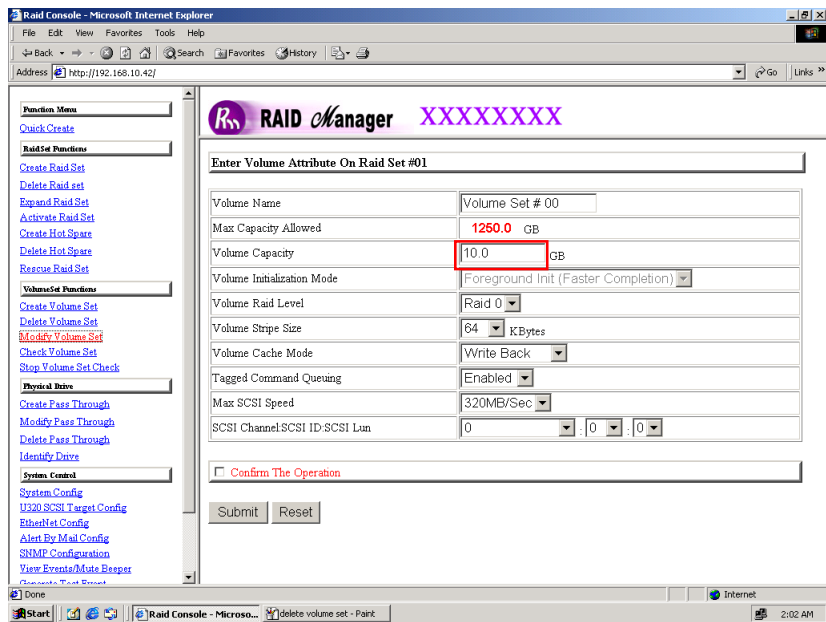 Raid Console - Microsoft Internet Explorer
File Edit View Favorites Tools Help
Back Search Favorites History
Address http://192.168.10.42/ Go Links »
Function Menu
Quick Create
RaidSet Functions
Create Raid Set
Delete Raid set
Expand Raid Set
Activate Raid Set
Create Hot Spare
Delete Hot Spare
Rescue Raid Set
VolumeSet Functions
Create Volume Set
Delete Volume Set
Modify Volume Set
Check Volume Set
Stop Volume Set Check
Physical Drive
Create Pass Through
Modify Pass Through
Delete Pass Through
Identify Drive
System Control
System Config
U320 SCSI Target Config
EtherNet Config
Alert By Mail Config
SNMP Configuration
View Events/Mute Beeper
Generate Test Event
Rm RAID Manager XXXXXXXX
Enter Volume Attribute On Raid Set #01
Volume Name Volume Set # 00
Max Capacity Allowed 1250.0 GB
Volume Capacity 10.0 GB
Volume Initialization Mode Foreground Init (Faster Completion)
Volume Raid Level Raid 0
Volume Stripe Size 64 KBytes
Volume Cache Mode Write Back
Tagged Command Queuing Enabled
Max SCSI Speed 320MB/Sec
SCSI Channel:SCSI ID:SCSI Lun 0 : 0 : 0
Confirm The Operation
Submit Reset
Done Internet
Start Raid Console - Microso... delete volume set - Paint 2:02 AM